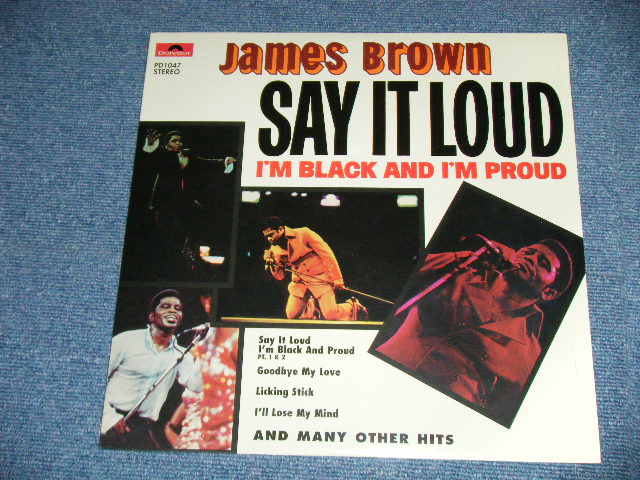 Polydor
PD1047
STEREO
James Brown
SAY IT LOUD
I'M BLACK AND I'M PROUD
Say It Loud
I'm Black And Proud
PT. 1 & 2
Goodbye My Love
Licking Stick
I'll Lose My Mind
AND MANY OTHER HITS